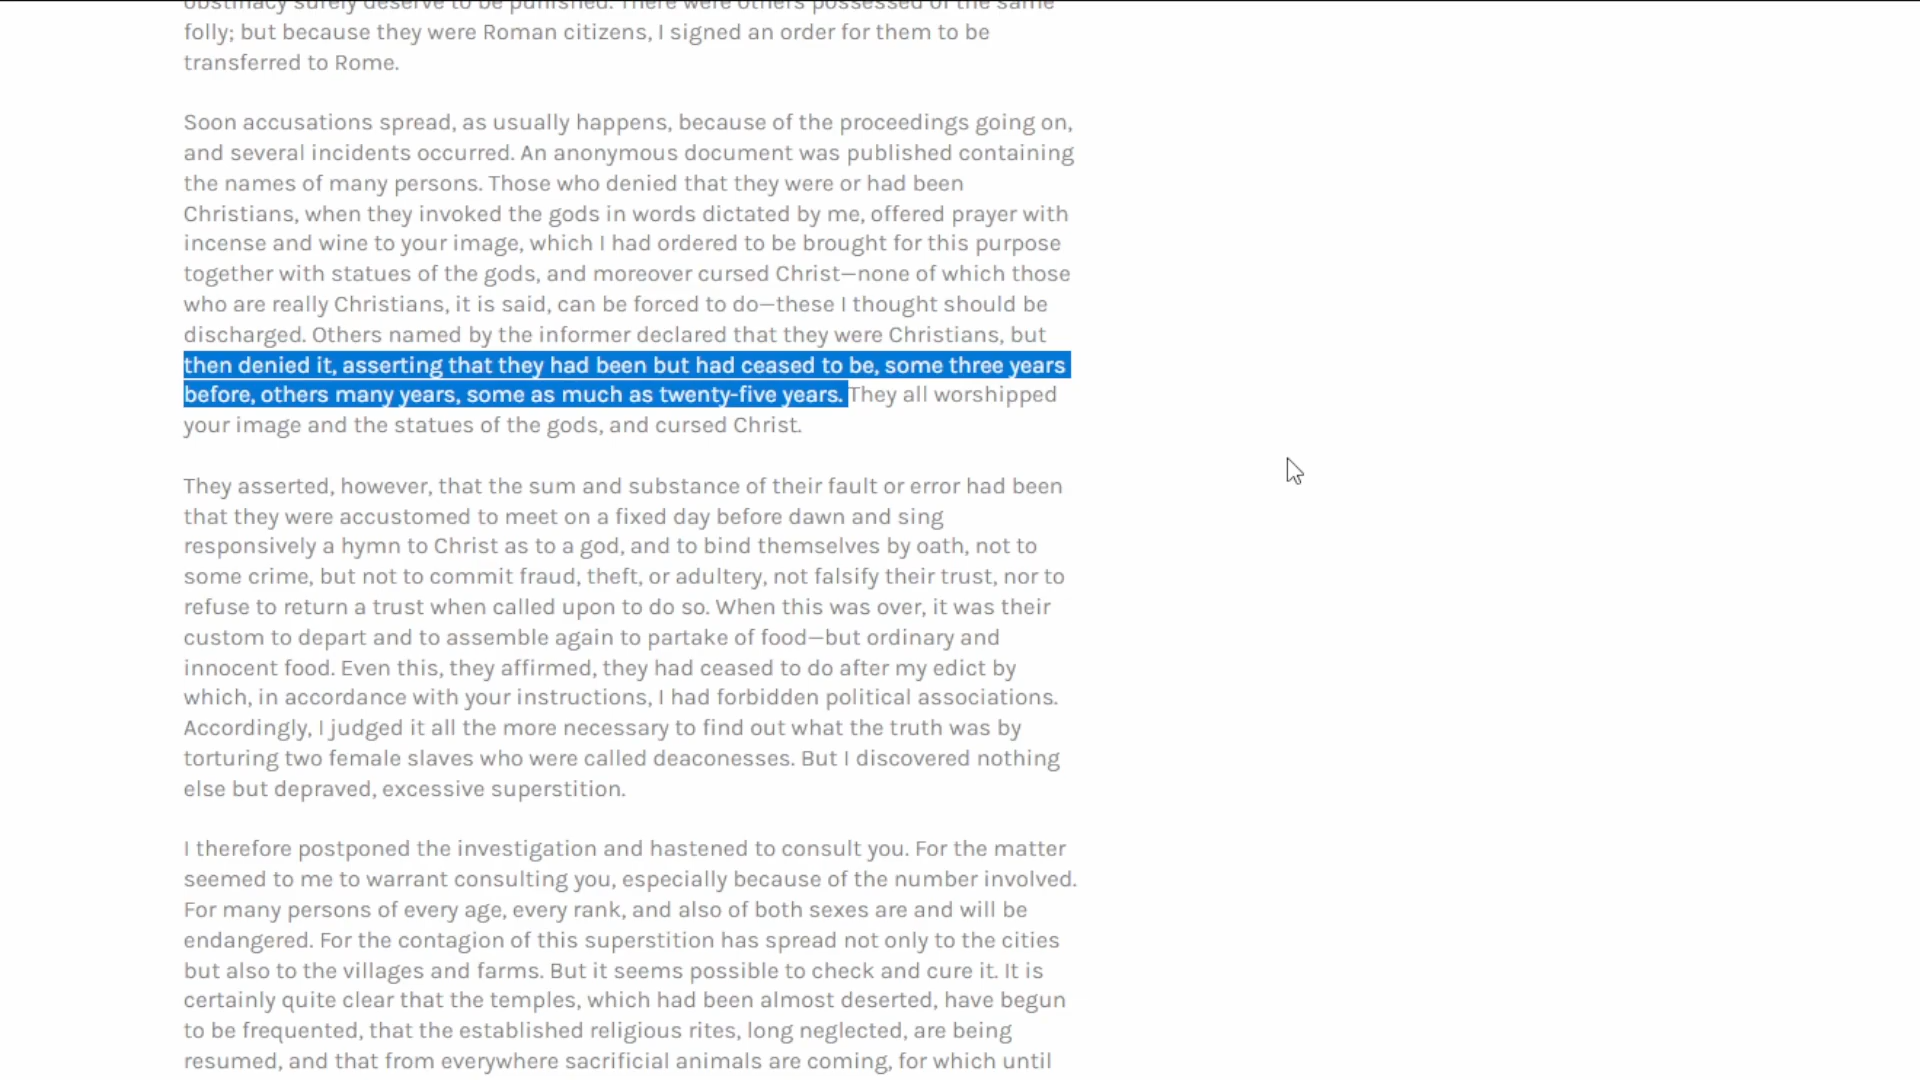 obstinacy surely deserve to be punished. There were others possessed of the same
folly; but because they were Roman citizens, I signed an order for them to be
transferred to Rome.
Soon accusations spread, as usually happens, because of the proceedings going on,
and several incidents occurred. An anonymous document was published containing
the names of many persons. Those who denied that they were or had been
Christians, when they invoked the gods in words dictated by me, offered prayer with
incense and wine to your image, which I had ordered to be brought for this purpose
together with statues of the gods, and moreover cursed Christ—none of which those
who are really Christians, it is said, can be forced to do—these I thought should be
discharged. Others named by the informer declared that they were Christians, but
then denied it, asserting that they had been but had ceased to be, some three years
before, others many years, some as much as twenty-five years. They all worshipped
your image and the statues of the gods, and cursed Christ.
They asserted, however, that the sum and substance of their fault or error had been
that they were accustomed to meet on a fixed day before dawn and sing
responsively a hymn to Christ as to a god, and to bind themselves by oath, not to
some crime, but not to commit fraud, theft, or adultery, not falsify their trust, nor to
refuse to return a trust when called upon to do so. When this was over, it was their
custom to depart and to assemble again to partake of food—but ordinary and
innocent food. Even this, they affirmed, they had ceased to do after my edict by
which, in accordance with your instructions, I had forbidden political associations.
Accordingly, I judged it all the more necessary to find out what the truth was by
torturing two female slaves who were called deaconesses. But I discovered nothing
else but depraved, excessive superstition.
I therefore postponed the investigation and hastened to consult you. For the matter
seemed to me to warrant consulting you, especially because of the number involved.
For many persons of every age, every rank, and also of both sexes are and will be
endangered. For the contagion of this superstition has spread not only to the cities
but also to the villages and farms. But it seems possible to check and cure it. It is
certainly quite clear that the temples, which had been almost deserted, have begun
to be frequented, that the established religious rites, long neglected, are being
resumed, and that from everywhere sacrificial animals are coming, for which until